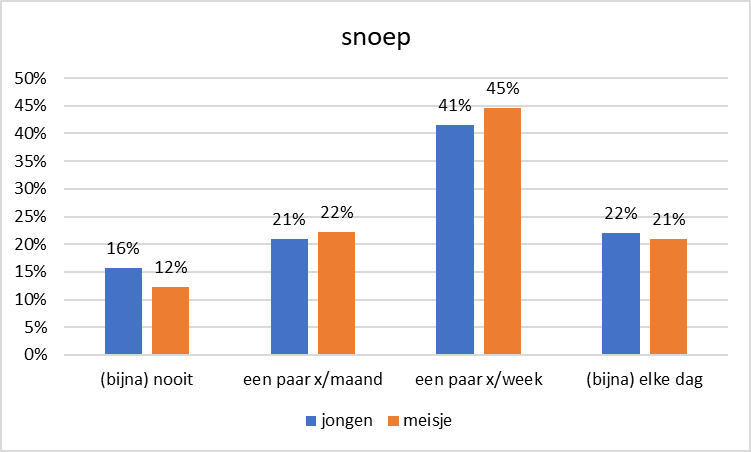 snoep
50%
45%
40%
35%
30%
25%
20%
15%
10%
5%
0%
16%
12%
21%
22%
41%
45%
22%
21%
(bijna) nooit
een paar x/maand
een paar x/week
(bijna) elke dag
jongen
meisje